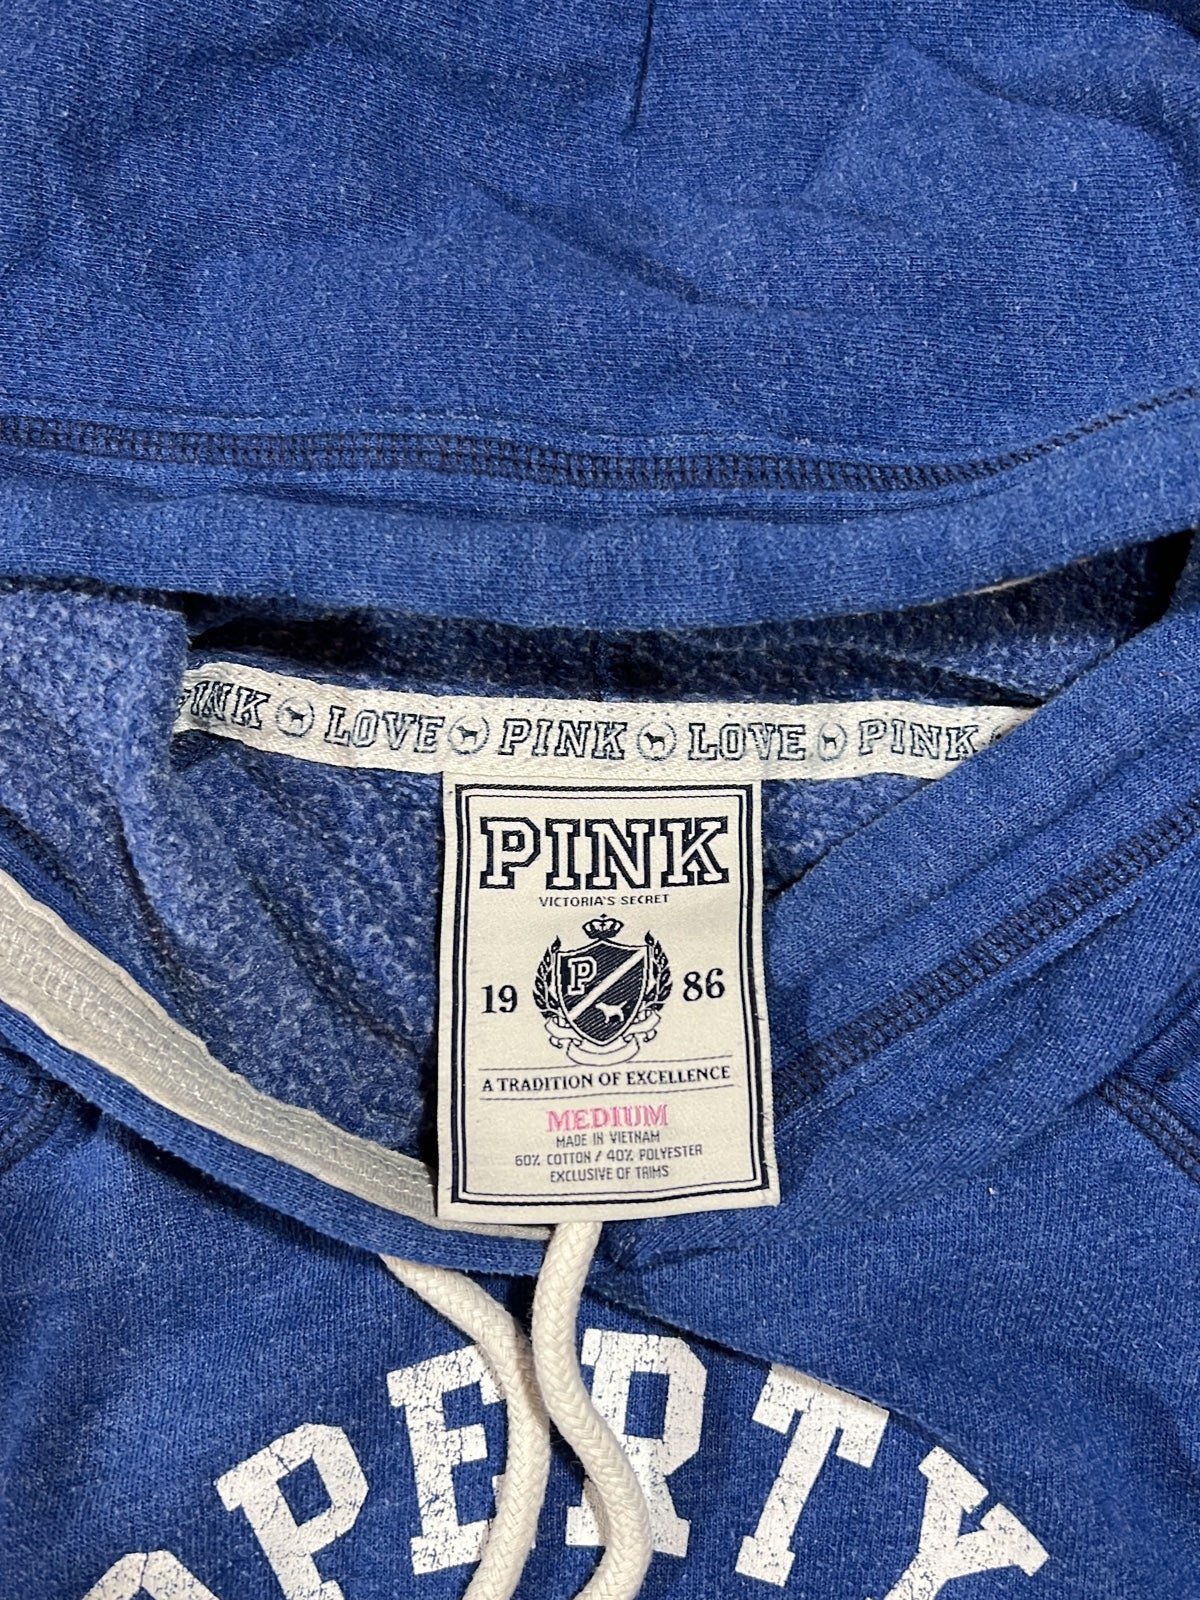 PINK LOVE PINK LOVE PINK
PINK
VICTORIA'S SECRET
P
19 86
A TRADITION OF EXCELLENCE
MEDIUM
MADE IN VIETNAM
60% COTTON / 40% POLYESTER
EXCLUSIVE OF TRIMS
OPERTY